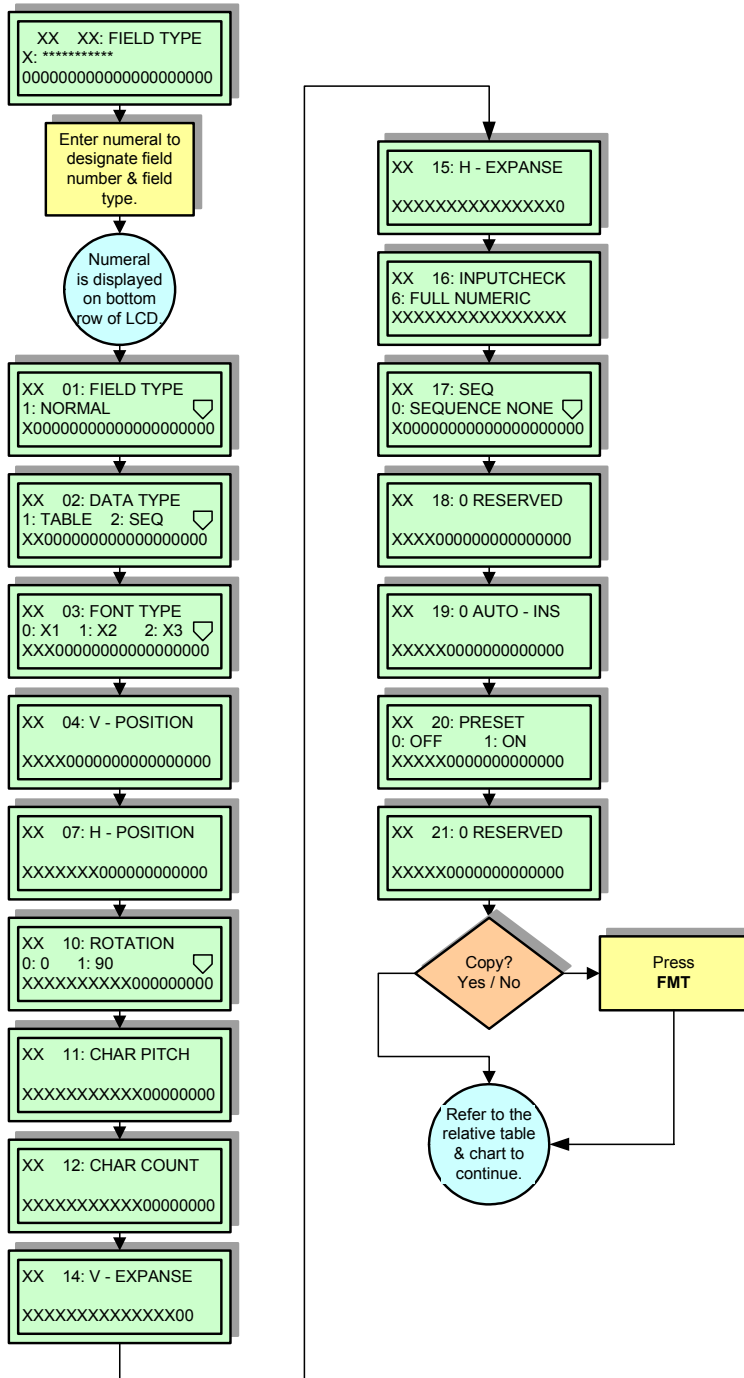 XX XX: FIELD TYPE
X: ***********
00000000000000000000
Enter numeral to
designate field
number & field
type.
Numeral
is displayed
on bottom
row of LCD.
XX 01: FIELD TYPE
1: NORMAL
X0000000000000000000
XX 02: DATA TYPE
1: TABLE 2: SEQ
XX000000000000000000
XX 03: FONT TYPE
0: X1 1: X2 2: X3
XXX00000000000000000
XX 04: V - POSITION
XXXX0000000000000000
XX 07: H - POSITION
XXXXXXX000000000000
XX 10: ROTATION
0: 0 1: 90
XXXXXXXXXX000000000
XX 11: CHAR PITCH
XXXXXXXXXXX00000000
XX 12: CHAR COUNT
XXXXXXXXXXX00000000
XX 14: V - EXPANSE
XXXXXXXXXXXXXX00
XX 15: H - EXPANSE
XXXXXXXXXXXXXXX0
XX 16: INPUTCHECK
6: FULL NUMERIC
XXXXXXXXXXXXXXXX
XX 17: SEQ
0: SEQUENCE NONE
X0000000000000000000
XX 18: 0 RESERVED
XXXX000000000000000
XX 19: 0 AUTO - INS
XXXXX0000000000000
XX 20: PRESET
0: OFF 1: ON
XXXXX0000000000000
XX 21: 0 RESERVED
XXXXX0000000000000
Copy?
Yes / No
Press
FMT
Refer to the
relative table
& chart to
continue.